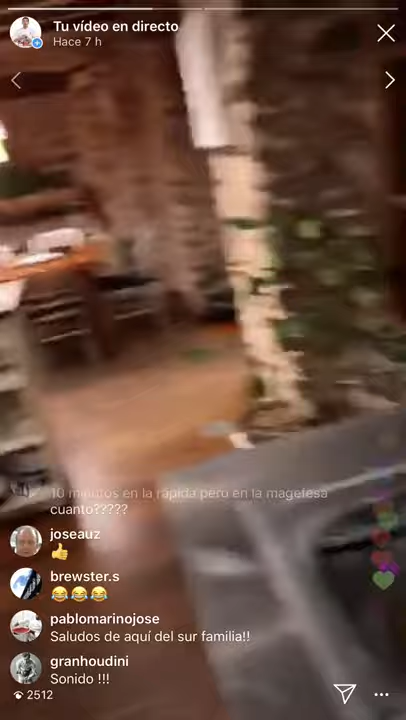 Tu vídeo en directo
Hace 7 h
10 minutos en la rápida pero en la magefesa
cuanto?????
joseauz
👍
brewster.s
😂😂😂
pablomarinojose
Saludos de aquí del sur familia!!
granhoudini
Sonido !!!
2512